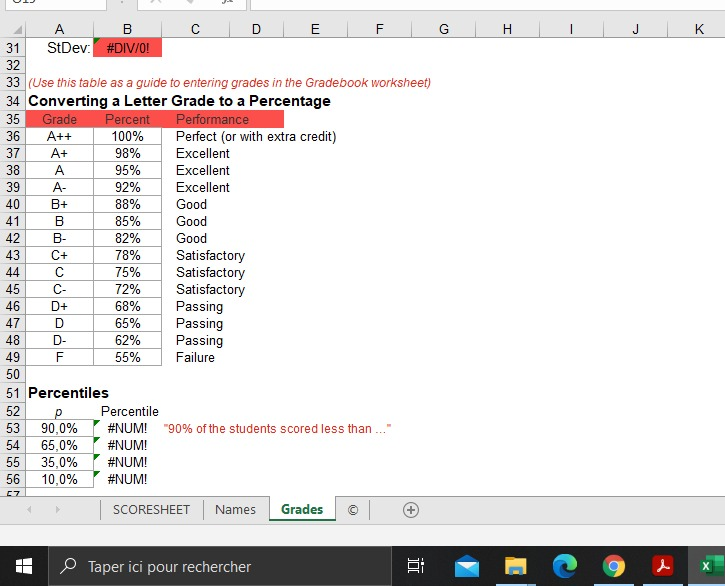 A B C D E F G H I J K
31 StDev: #DIV/0!
32
33 (Use this table as a guide to entering grades in the Gradebook worksheet)
34 Converting a Letter Grade to a Percentage
35 Grade Percent Performance
36 A++ 100% Perfect (or with extra credit)
37 A+ 98% Excellent
38 A 95% Excellent
39 A- 92% Excellent
40 B+ 88% Good
41 B 85% Good
42 B- 82% Good
43 C+ 78% Satisfactory
44 C 75% Satisfactory
45 C- 72% Satisfactory
46 D+ 68% Passing
47 D 65% Passing
48 D- 62% Passing
49 F 55% Failure
50
51 Percentiles
52 p Percentile
53 90,0% #NUM! "90% of the students scored less than ..."
54 65,0% #NUM!
55 35,0% #NUM!
56 10,0% #NUM!
57
SCORESHEET Names Grades ©
Taper ici pour rechercher